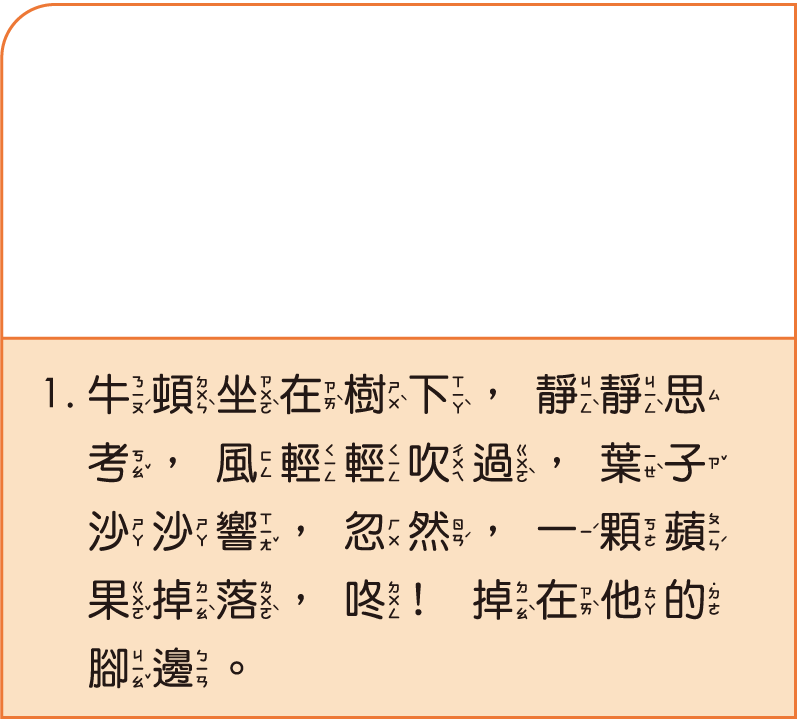 1. 牛頓坐在樹下，靜靜思
考，風輕輕吹過，葉子
沙沙響，忽然，一顆蘋
果掉落，咚！掉在他的
腳邊。